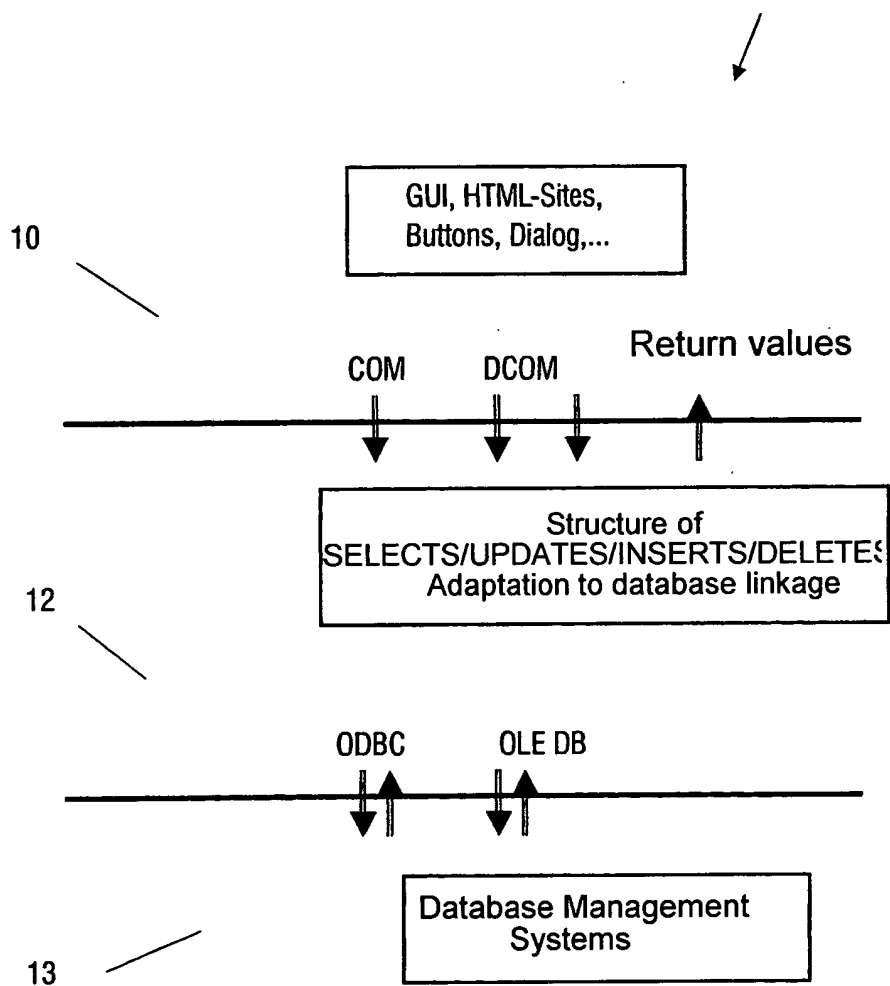 GUI, HTML-Sites,
Buttons, Dialog,...
10
Return values
COM DCOM
Structure of
SELECTS/UPDATES/INSERTS/DELETES
Adaptation to database linkage
12
ODBC OLE DB
Database Management
Systems
13